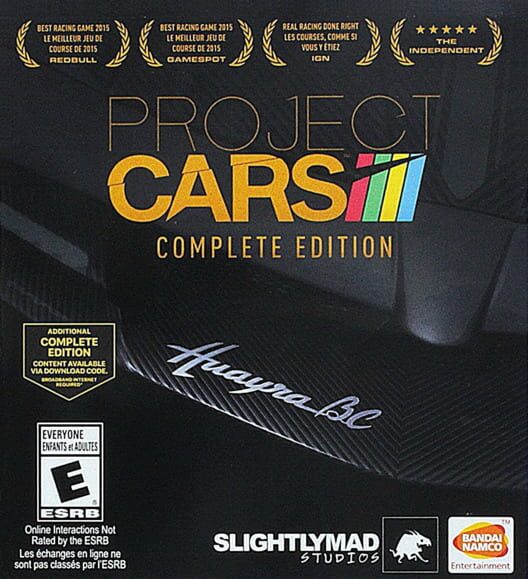 BEST RACING GAME 2015
LE MEILLEUR JEU DE
COURSE DE 2015
REDBULL
BEST RACING GAME 2015
LE MEILLEUR JEU DE
COURSE DE 2015
GAMESPOT
REAL RACING DONE RIGHT
LES COURSES, COMME SI
VOUS Y ÉTIEZ
IGN
★★★★★
THE
INDEPENDENT
PROJECT
CARS™
COMPLETE EDITION
ADDITIONAL
COMPLETE
EDITION
CONTENT AVAILABLE
VIA DOWNLOAD CODE.
BROADBAND INTERNET
REQUIRED*
Huayra BC
EVERYONE
ENFANTS et ADULTES
E
ESRB
Online Interactions Not
Rated by the ESRB
Les échanges en ligne ne
sont pas classés par l'ESRB
SLIGHTLYMAD
STUDIOS
BANDAI
NAMCO
Entertainment